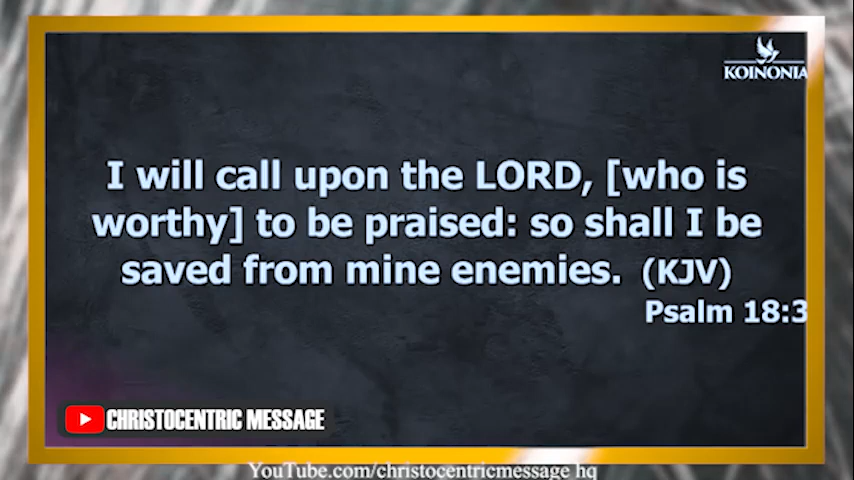 KOINONIA
I will call upon the LORD, [who is
worthy] to be praised: so shall I be
saved from mine enemies. (KJV)
Psalm 18:3
CHRISTOCENTRIC MESSAGE
YouTube.com/christocentricmessage hq